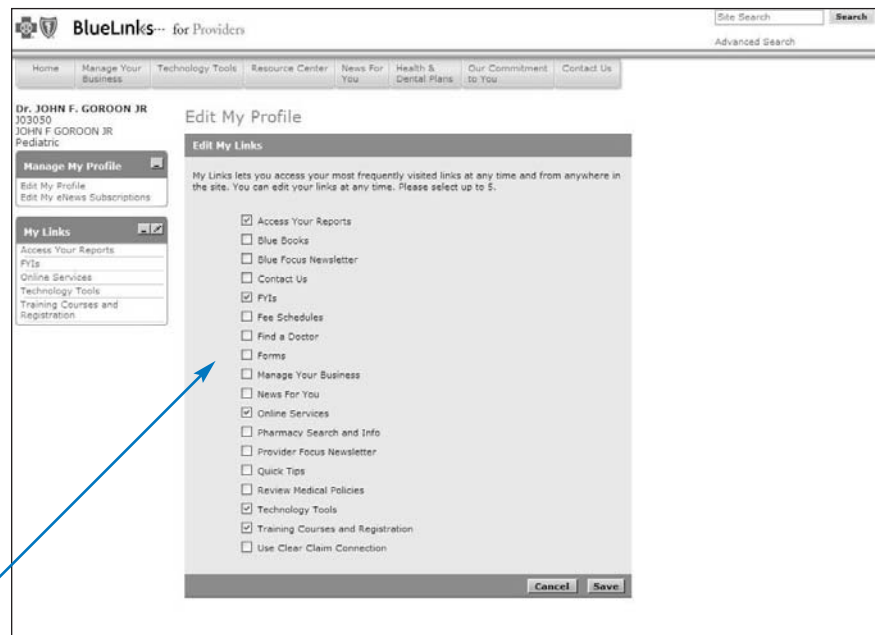 BlueLinks for Providers
Site Search
Search
Advanced Search
Home
Manage Your
Business
Technology Tools
Resource Center
News For
You
Health &
Dental Plans
Our Commitment
to You
Contact Us
Dr. JOHN F. GOROON JR
J03050
JOHN F GOROON JR
Pediatric
Manage My Profile
Edit My Profile
Edit My eNews Subscriptions
My Links
Access Your Reports
FYIs
Online Services
Technology Tools
Training Courses and
Registration
Edit My Profile
Edit My Links
My Links lets you access your most frequently visited links at any time and from anywhere in
the site. You can edit your links at any time. Please select up to 5.
Access Your Reports
Blue Books
Blue Focus Newsletter
Contact Us
FYIs
Fee Schedules
Find a Doctor
Forms
Manage Your Business
News For You
Online Services
Pharmacy Search and Info
Provider Focus Newsletter
Quick Tips
Review Medical Policies
Technology Tools
Training Courses and Registration
Use Clear Claim Connection
Cancel
Save